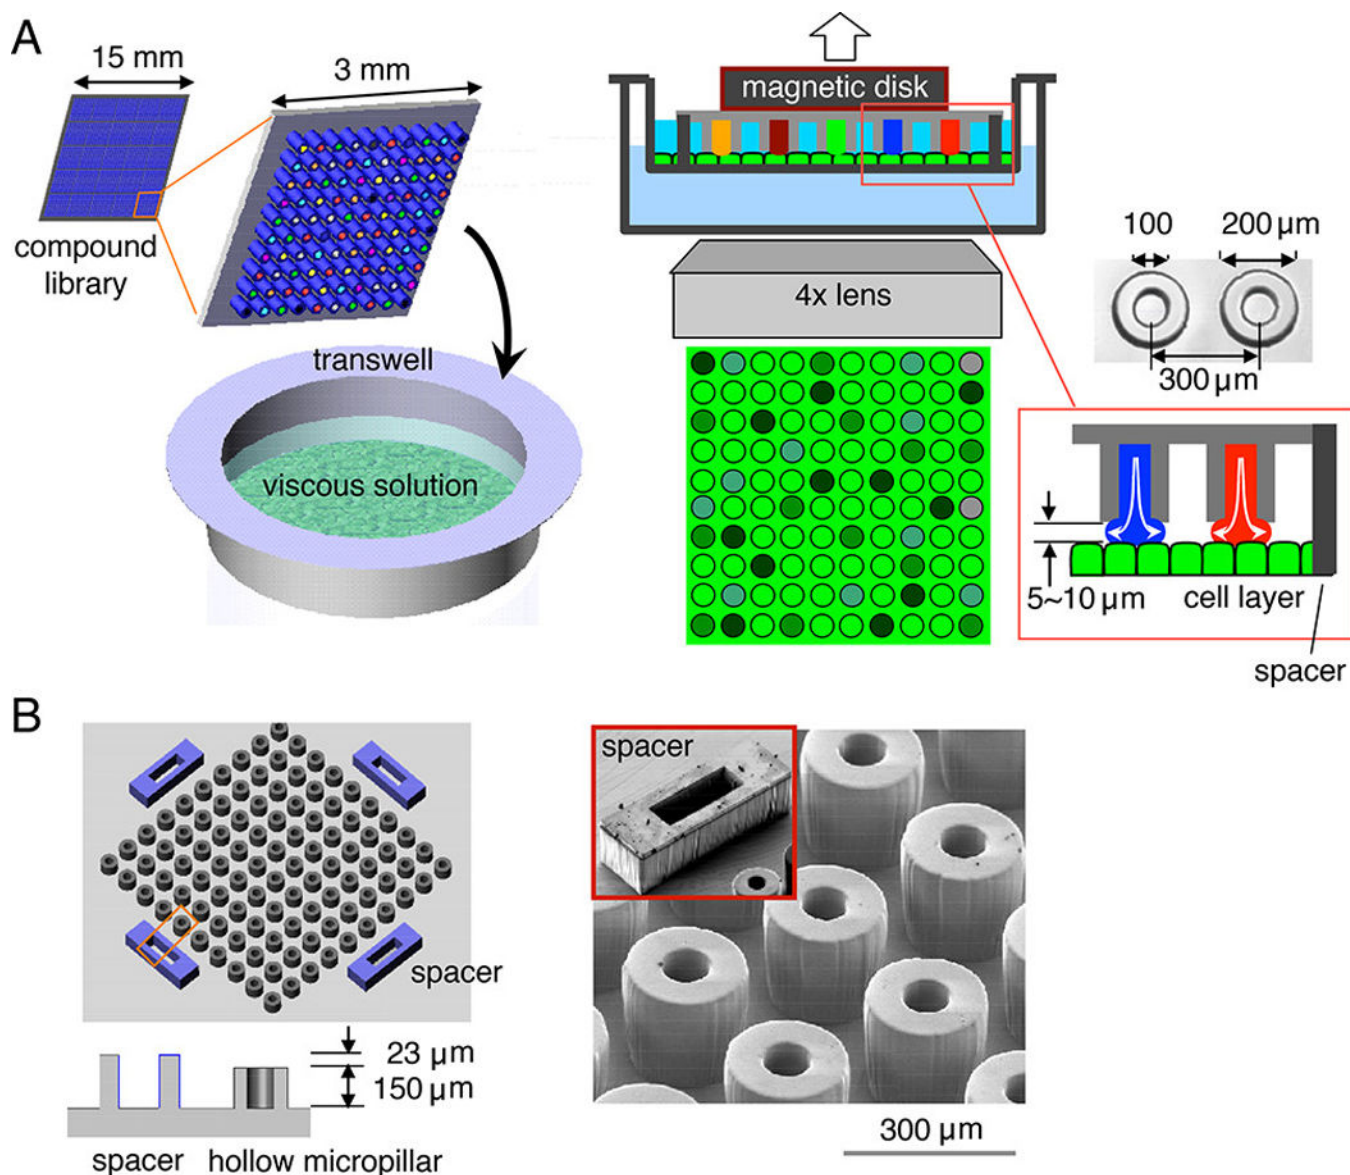 A
15 mm
3 mm
compound
library
transwell
viscous solution
magnetic disk
4x lens
100
200 µm
300 µm
5~10 µm
cell layer
spacer
B
spacer
23 µm
150 µm
spacer
hollow micropillar
spacer
300 µm